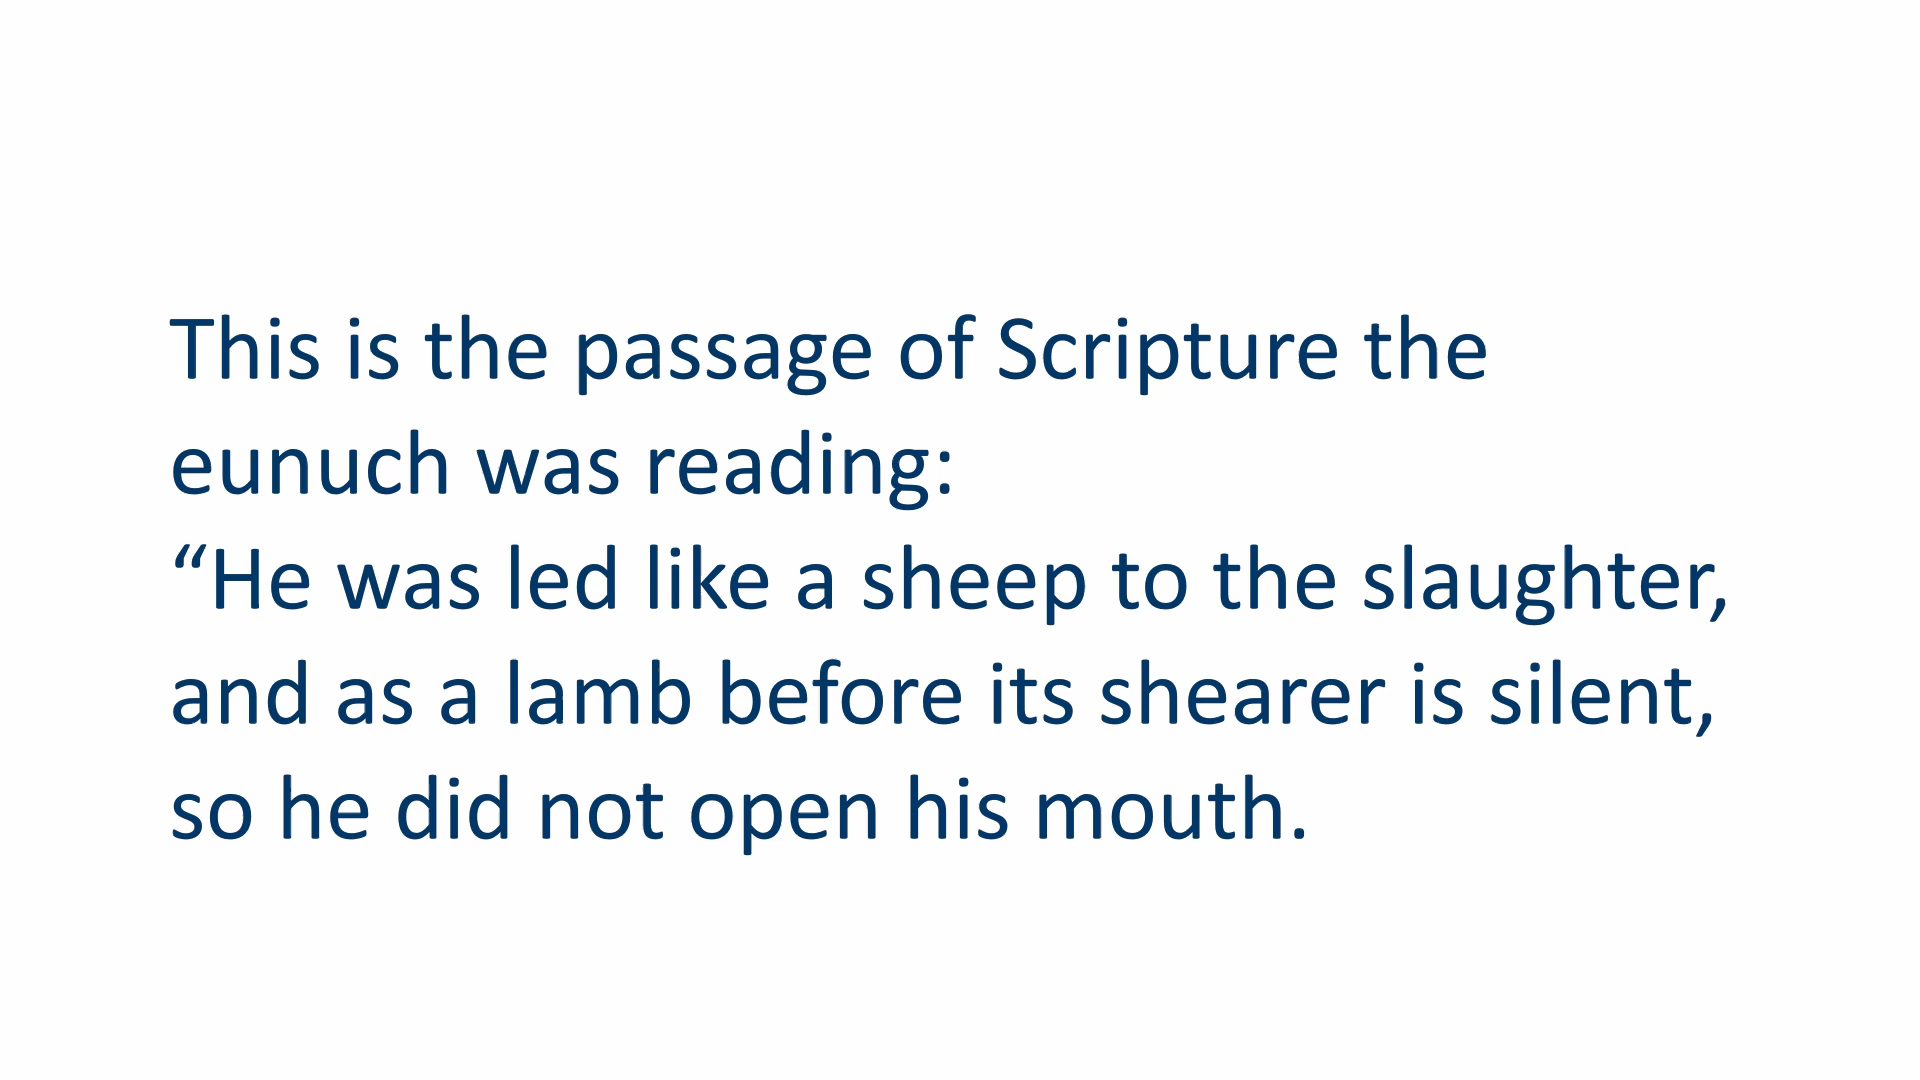 This is the passage of Scripture the
eunuch was reading:
“He was led like a sheep to the slaughter,
and as a lamb before its shearer is silent,
so he did not open his mouth.